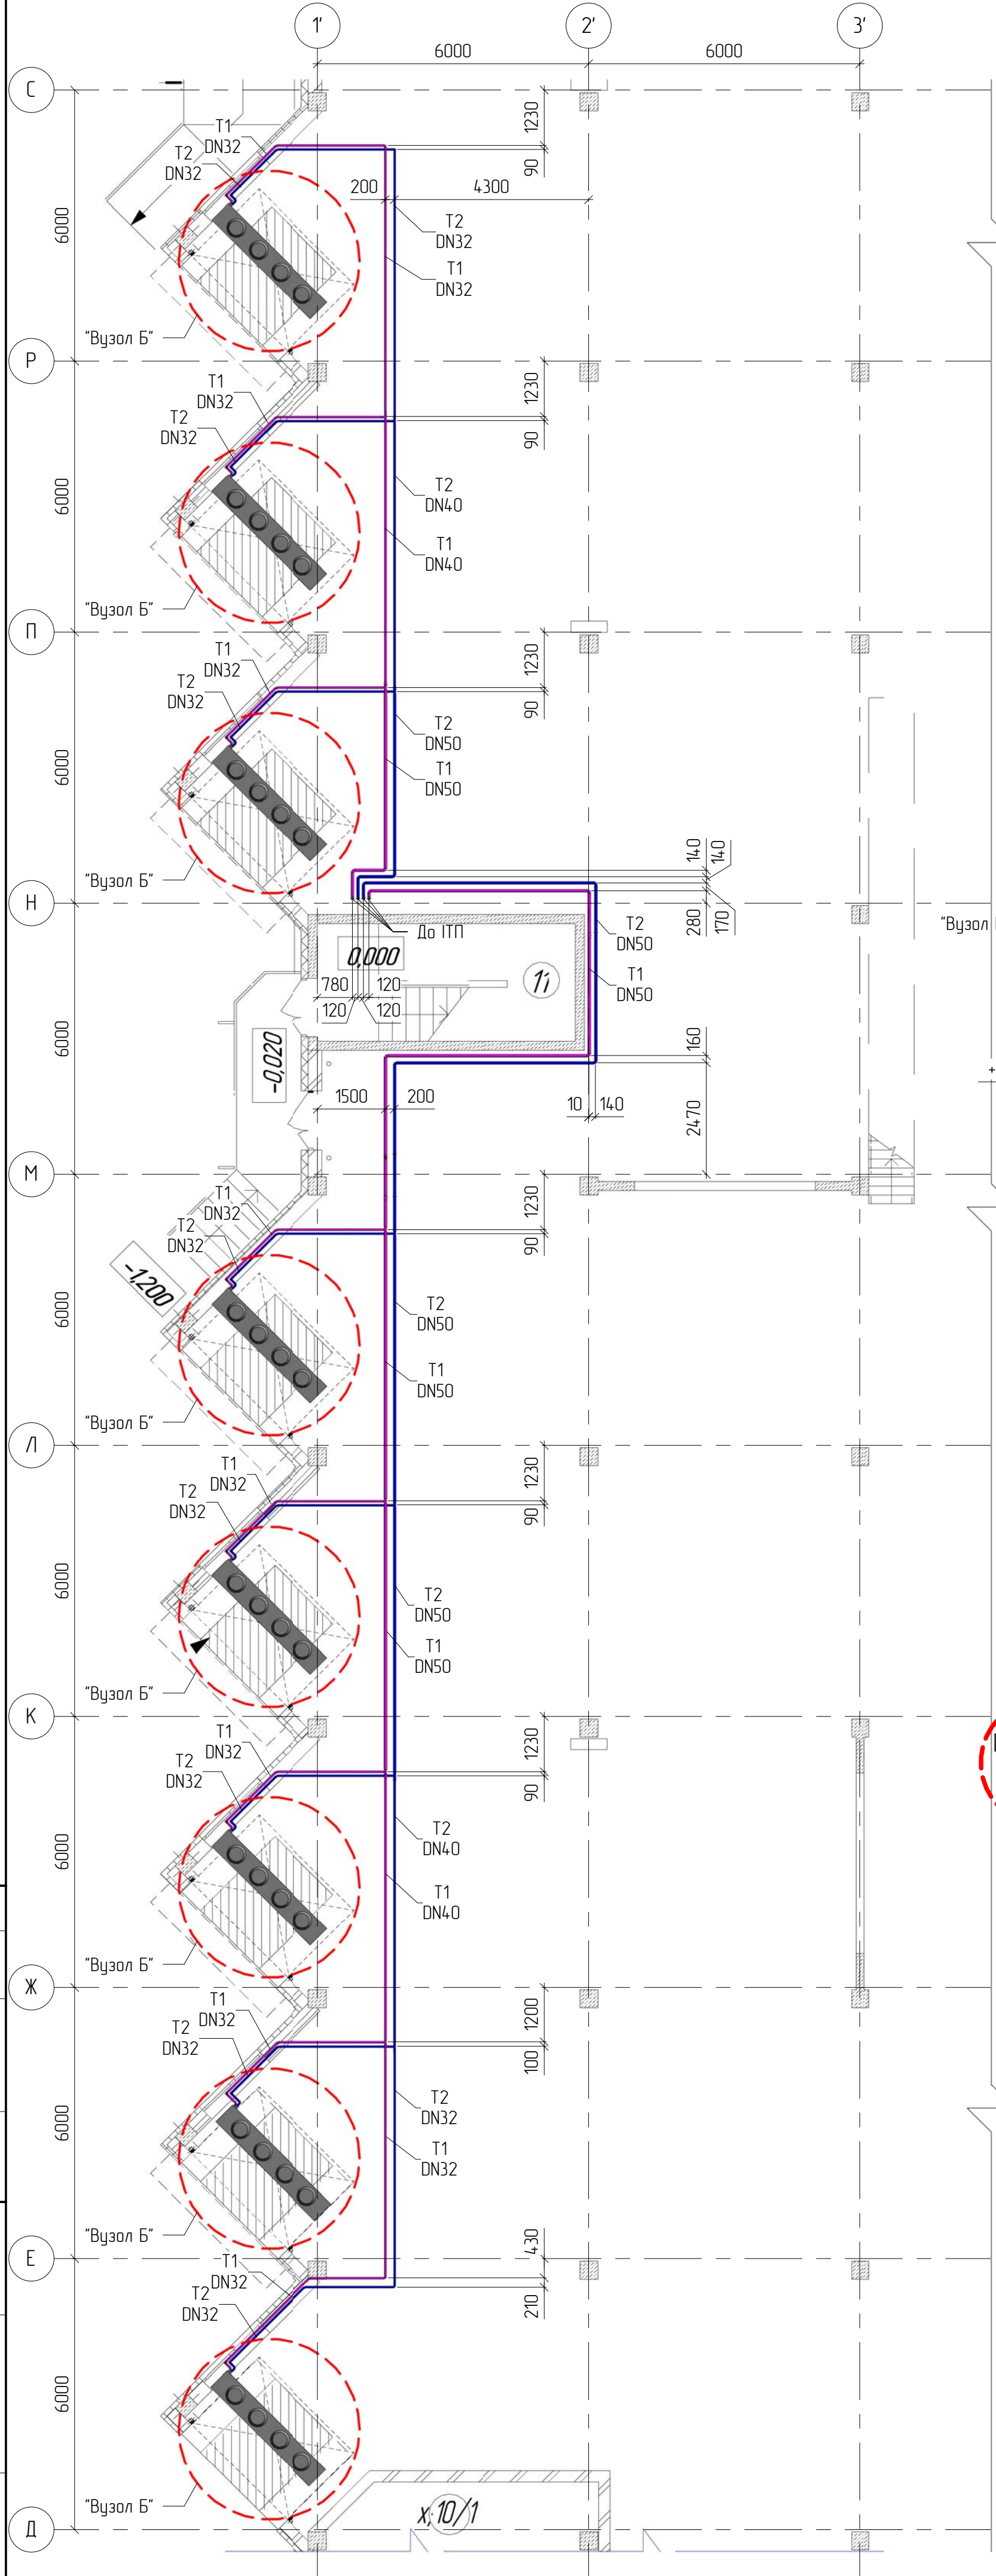 1'
2'
3'
6000
6000
С
1230
Т1
DN32
Т2
DN32
90
200
4300
6000
Т2
DN32
Т1
DN32
"Вузол Б"
Р
1230
Т1
DN32
Т2
DN32
90
6000
Т2
DN40
Т1
DN40
"Вузол Б"
П
1230
Т1
DN32
Т2
DN32
90
Т2
DN50
6000
Т1
DN50
140
140
"Вузол Б"
Н
280
170
Т2
DN50
"Вузол
До ІТП
0,000
1і
Т1
DN50
780
120
120
120
6000
-0,020
160
1500
200
10
140
2470
М
1230
Т1
DN32
Т2
DN32
90
-1,200
6000
Т2
DN50
Т1
DN50
"Вузол Б"
Л
1230
Т1
DN32
Т2
DN32
90
6000
Т2
DN50
Т1
DN50
"Вузол Б"
К
1230
Т1
DN32
Т2
DN32
90
6000
Т2
DN40
Т1
DN40
"Вузол Б"
Ж
1200
Т1
DN32
Т2
DN32
100
6000
Т2
DN32
Т1
DN32
"Вузол Б"
Е
430
Т1
DN32
Т2
DN32
210
6000
"Вузол Б"
х;10/1
Д